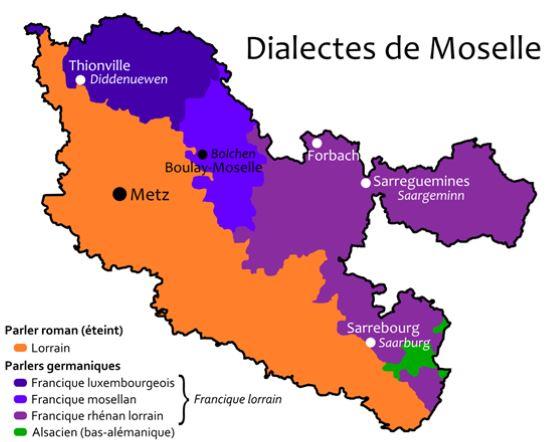 Dialectes de Moselle
Thionville
Diddenuewen
Bolchen
Boulay-Moselle
Forbach
Sarreguemines
Saargeminn
Metz
Sarrebourg
Saarburg
Parler roman (éteint)
Lorrain
Parlers germaniques
Francique luxembourgeois
Francique mosellan
Francique rhénan lorrain
Francique lorrain
Alsacien (bas-alémanique)